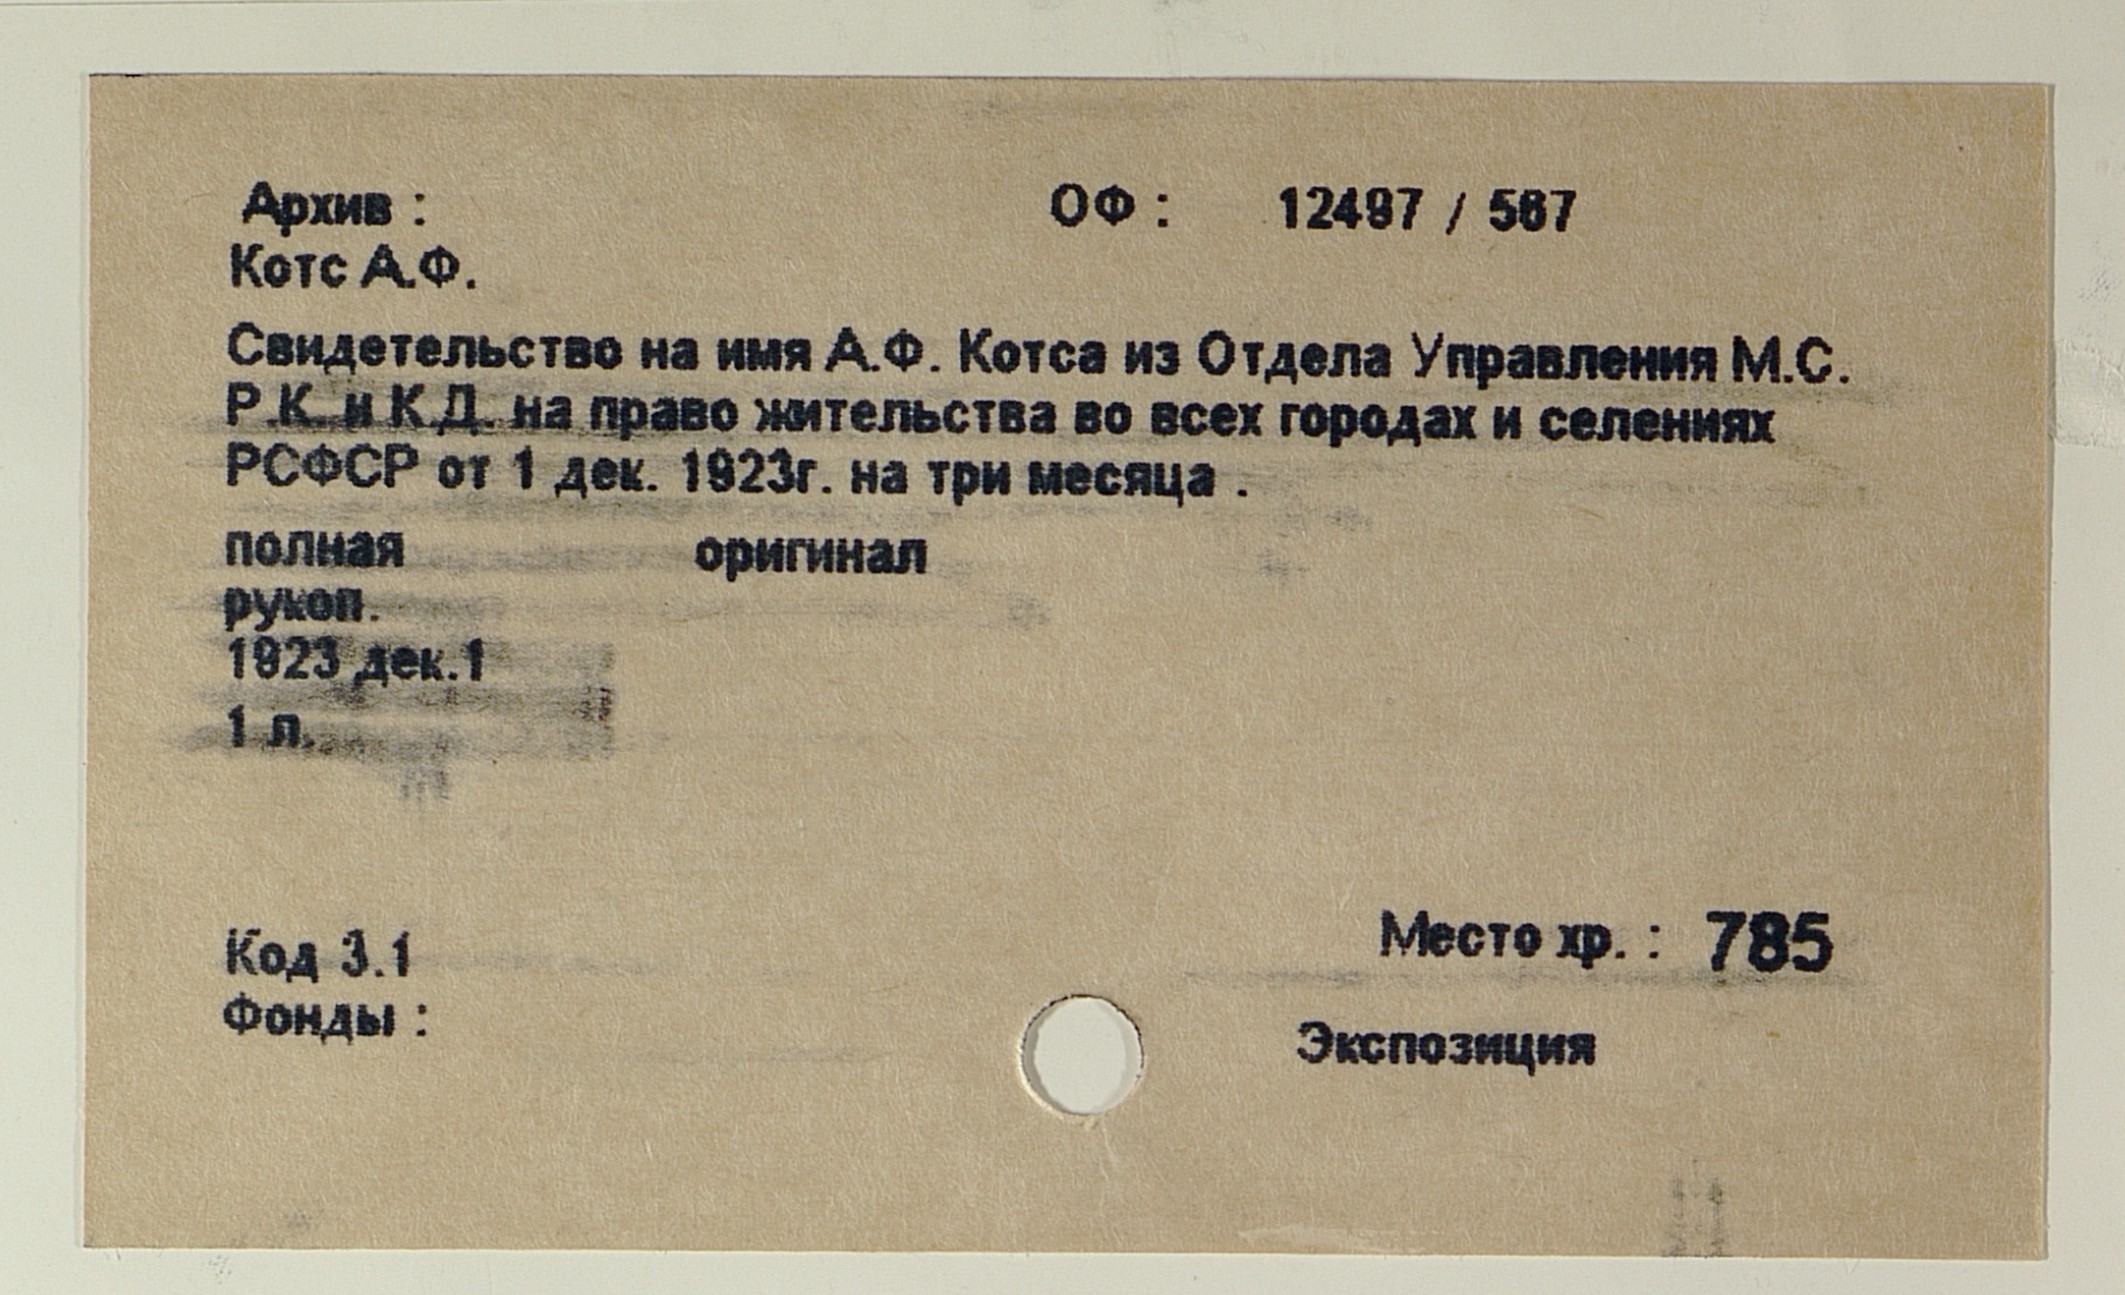 Архив : ОФ : 12497 / 567
Котс А.Ф.
Свидетельство на имя А.Ф. Котса из Отдела Управления М.С.
Р.К. и К.Д. на право жительства во всех городах и селениях
РСФСР от 1 дек. 1923г. на три месяца .
полная оригинал
рукоп.
1923 дек.1
1 л.
Место хр. : 785
Код 3.1
Фонды :
Экспозиция